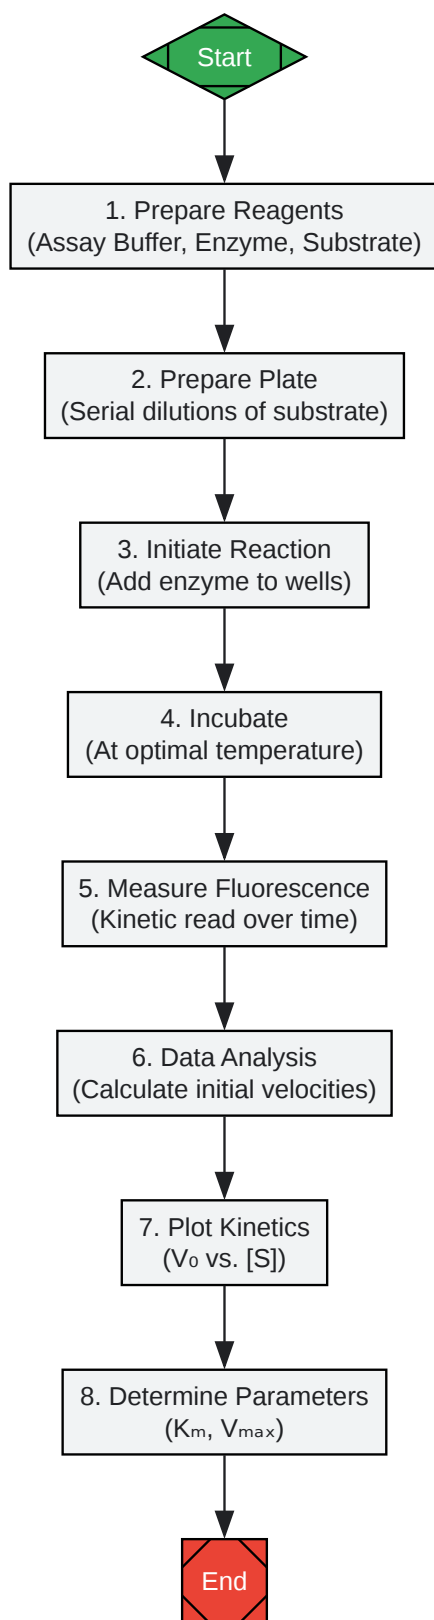 Start
1. Prepare Reagents
(Assay Buffer, Enzyme, Substrate)
2. Prepare Plate
(Serial dilutions of substrate)
3. Initiate Reaction
(Add enzyme to wells)
4. Incubate
(At optimal temperature)
5. Measure Fluorescence
(Kinetic read over time)
6. Data Analysis
(Calculate initial velocities)
7. Plot Kinetics
(V₀ vs. [S])
8. Determine Parameters
(Kₘ, Vₘₐₓ)
End